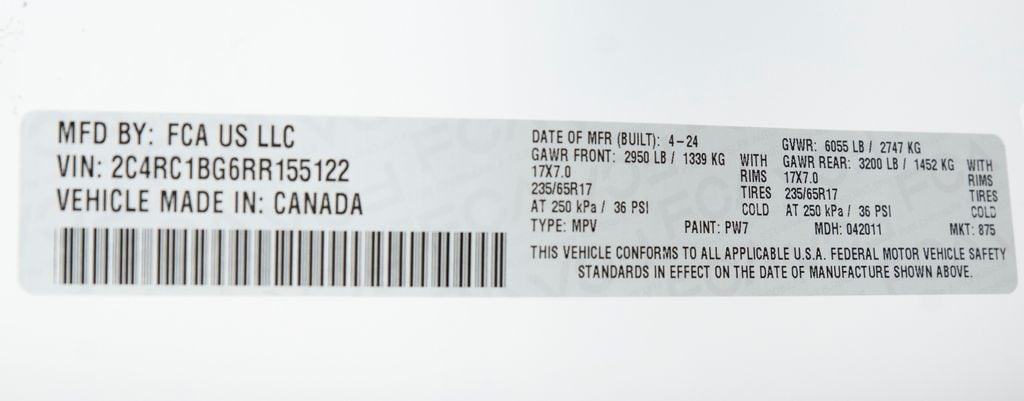 MFD BY: FCA US LLC
VIN: 2C4RC1BG6RR155122
VEHICLE MADE IN: CANADA
DATE OF MFR (BUILT): 4-24 GVWR: 6055 LB / 2747 KG
GAWR FRONT: 2950 LB / 1339 KG WITH GAWR REAR: 3200 LB / 1452 KG WITH
17X7.0 RIMS 17X7.0 RIMS
235/65R17 TIRES 235/65R17 TIRES
AT 250 kPa / 36 PSI COLD AT 250 kPa / 36 PSI COLD
TYPE: MPV PAINT: PW7 MDH: 042011 MKT: 875
THIS VEHICLE CONFORMS TO ALL APPLICABLE U.S.A. FEDERAL MOTOR VEHICLE SAFETY
STANDARDS IN EFFECT ON THE DATE OF MANUFACTURE SHOWN ABOVE.